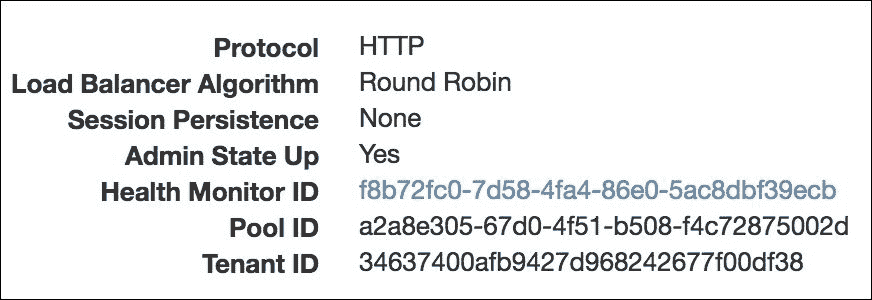 Protocol HTTP
Load Balancer Algorithm Round Robin
Session Persistence None
Admin State Up Yes
Health Monitor ID f8b72fc0-7d58-4fa4-86e0-5ac8dbf39ecb
Pool ID a2a8e305-67d0-4f51-b508-f4c72875002d
Tenant ID 34637400afb9427d968242677f00df38